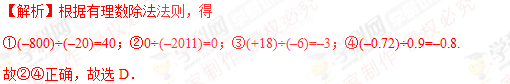 【解析】根据有理数除法法则，得
①(–800)÷(–20)=40；②0÷(–2011)=0；③(+18)÷(–6)=–3；④(–0.72)÷0.9=–0.8.
故②④正确，故选 D．